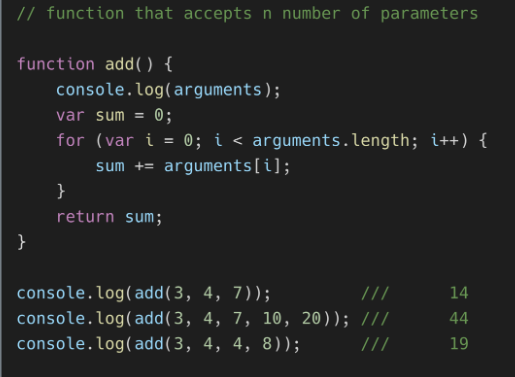 // function that accepts n number of parameters
function add() {
console.log(arguments);
var sum = 0;
for (var i = 0; i < arguments.length; i++) {
sum += arguments[i];
}
return sum;
}
console.log(add(3, 4, 7)); /// 14
console.log(add(3, 4, 7, 10, 20)); /// 44
console.log(add(3, 4, 4, 8)); /// 19